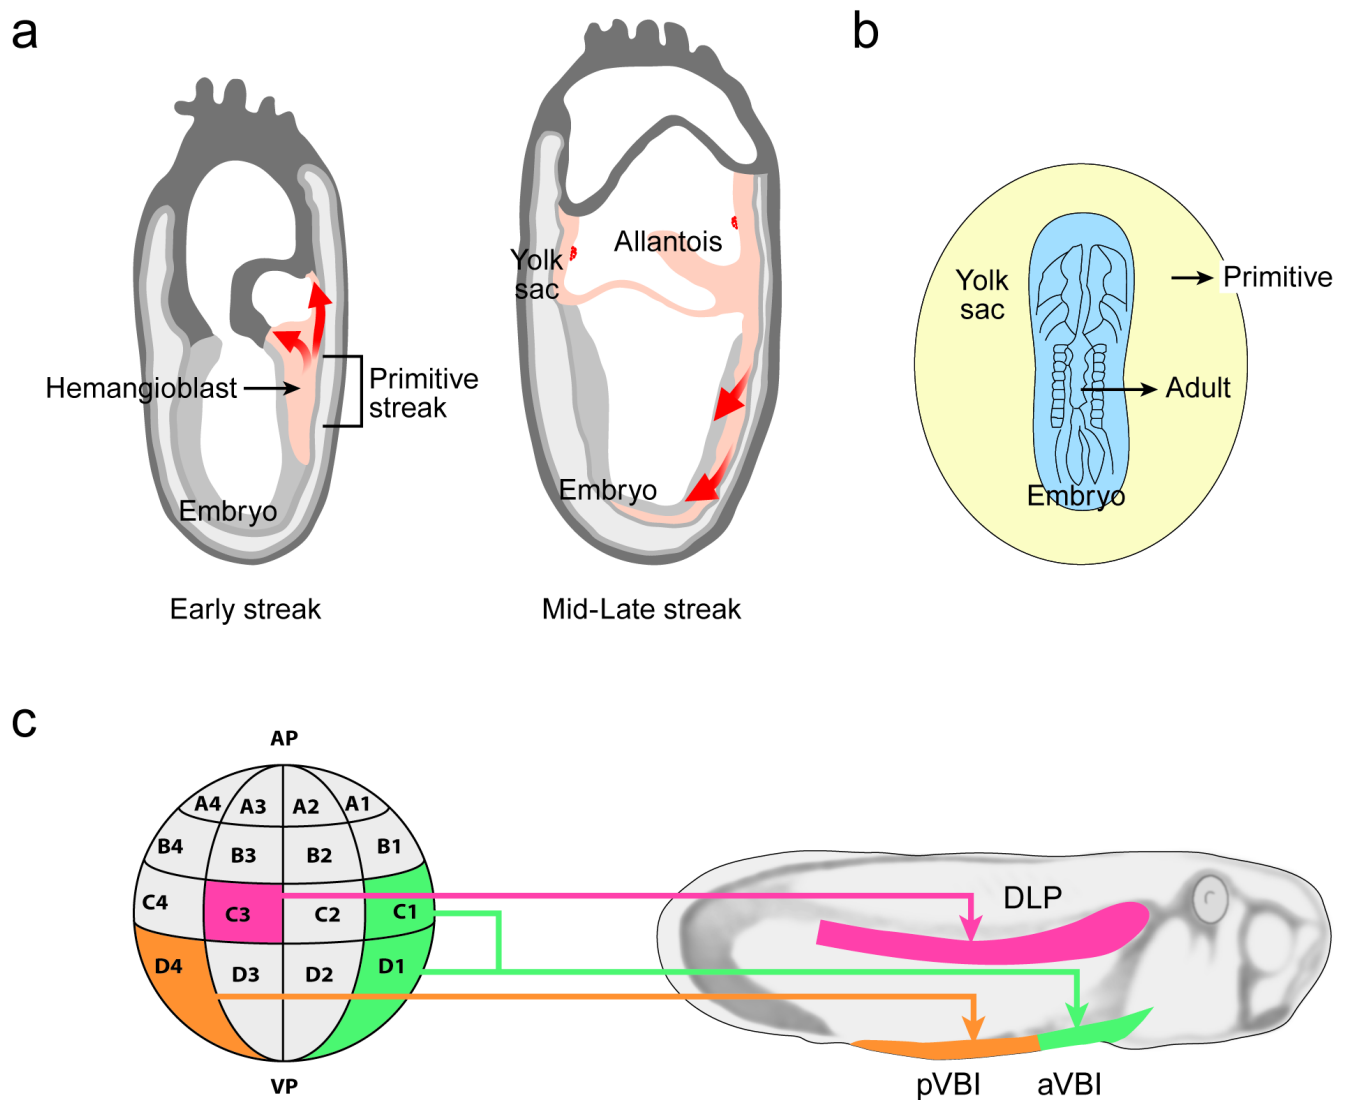 a
Yolk
sac
Allantois
Hemangioblast
Primitive
streak
Embryo
Embryo
Early streak
Mid-Late streak
b
Yolk
sac
Primitive
Adult
Embryo
c
AP
A4 A3 A2 A1
B4 B3 B2 B1
C4 C3 C2 C1
D4 D3 D2 D1
VP
DLP
pVBI aVBI